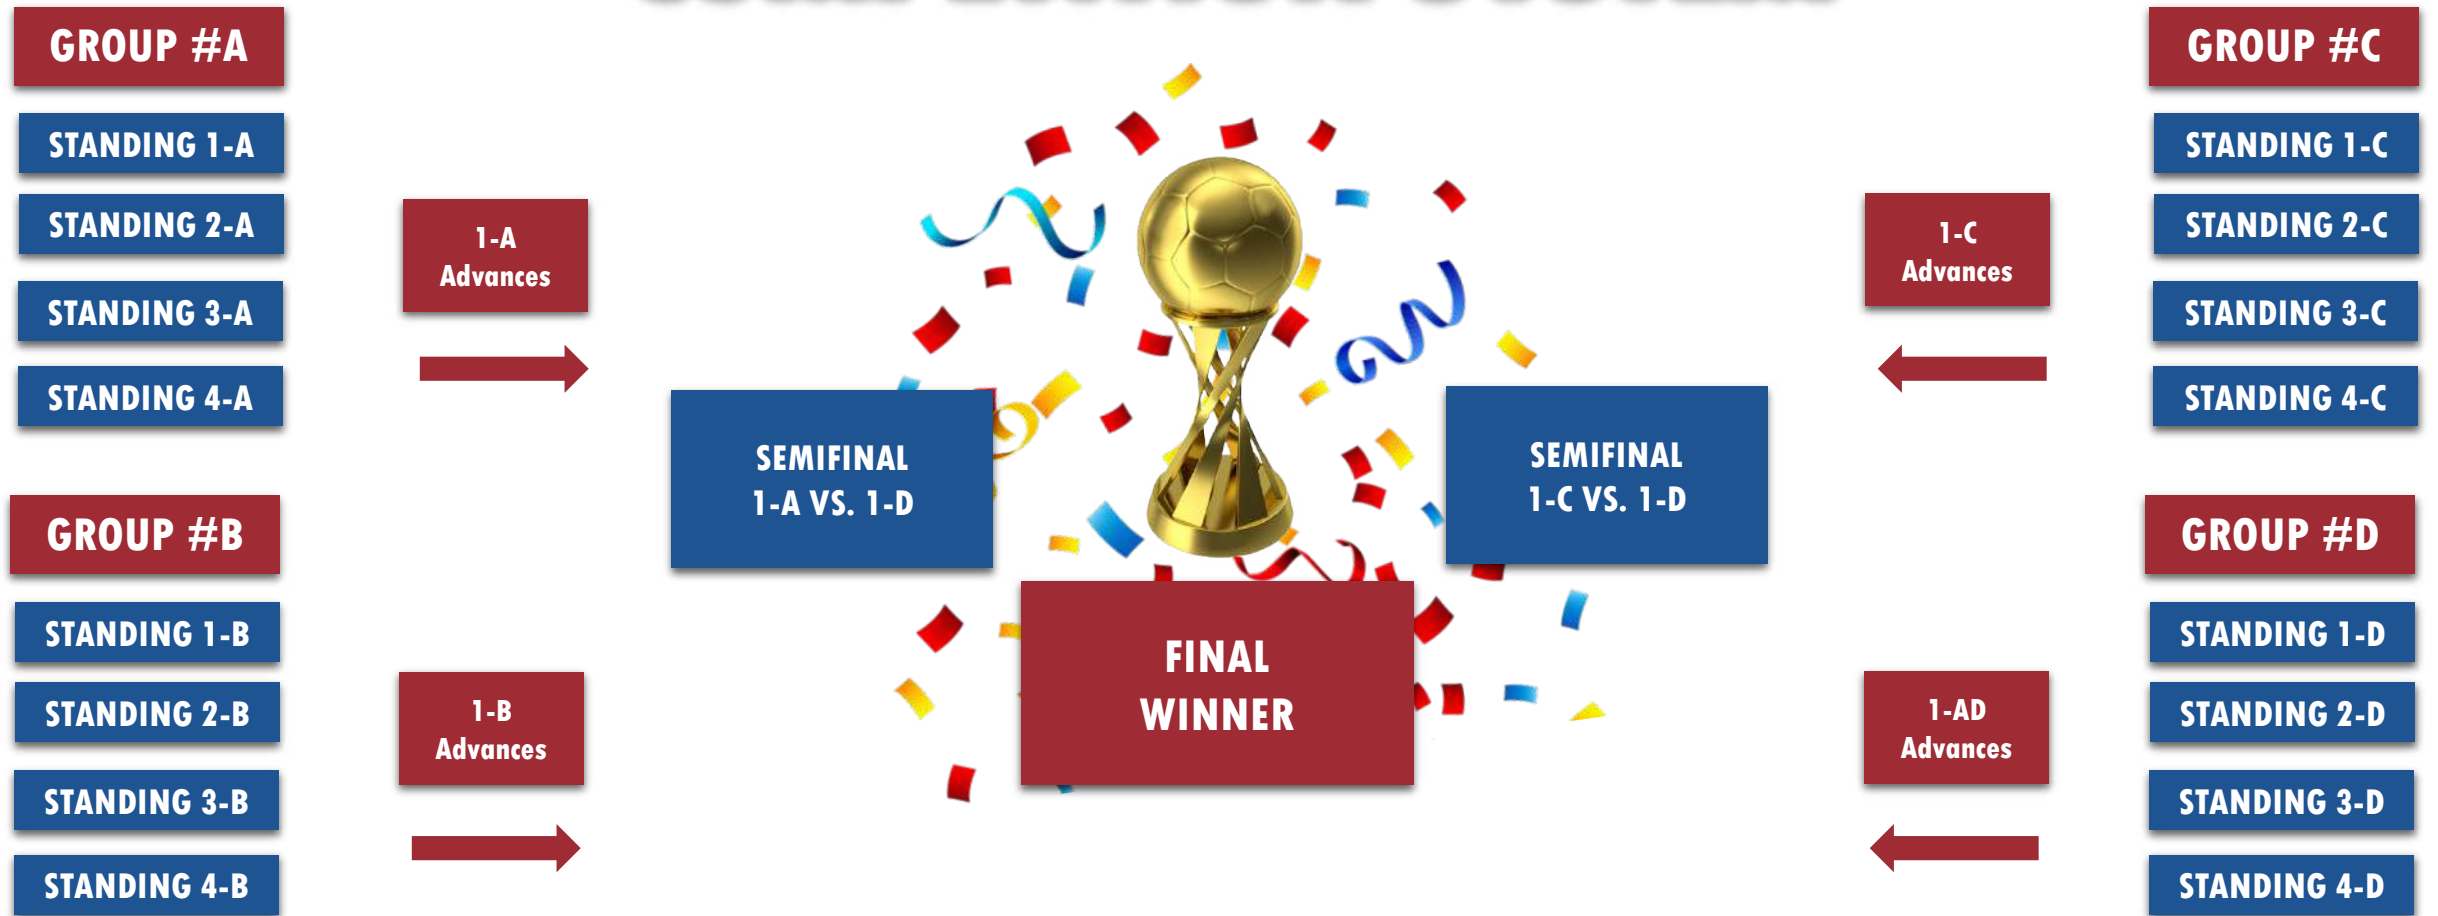 GROUP #A
STANDING 1-A
STANDING 2-A
STANDING 3-A
STANDING 4-A
1-A
Advances
GROUP #B
STANDING 1-B
STANDING 2-B
STANDING 3-B
STANDING 4-B
1-B
Advances
SEMIFINAL
1-A VS. 1-D
FINAL
WINNER
SEMIFINAL
1-C VS. 1-D
1-C
Advances
GROUP #C
STANDING 1-C
STANDING 2-C
STANDING 3-C
STANDING 4-C
1-AD
Advances
GROUP #D
STANDING 1-D
STANDING 2-D
STANDING 3-D
STANDING 4-D